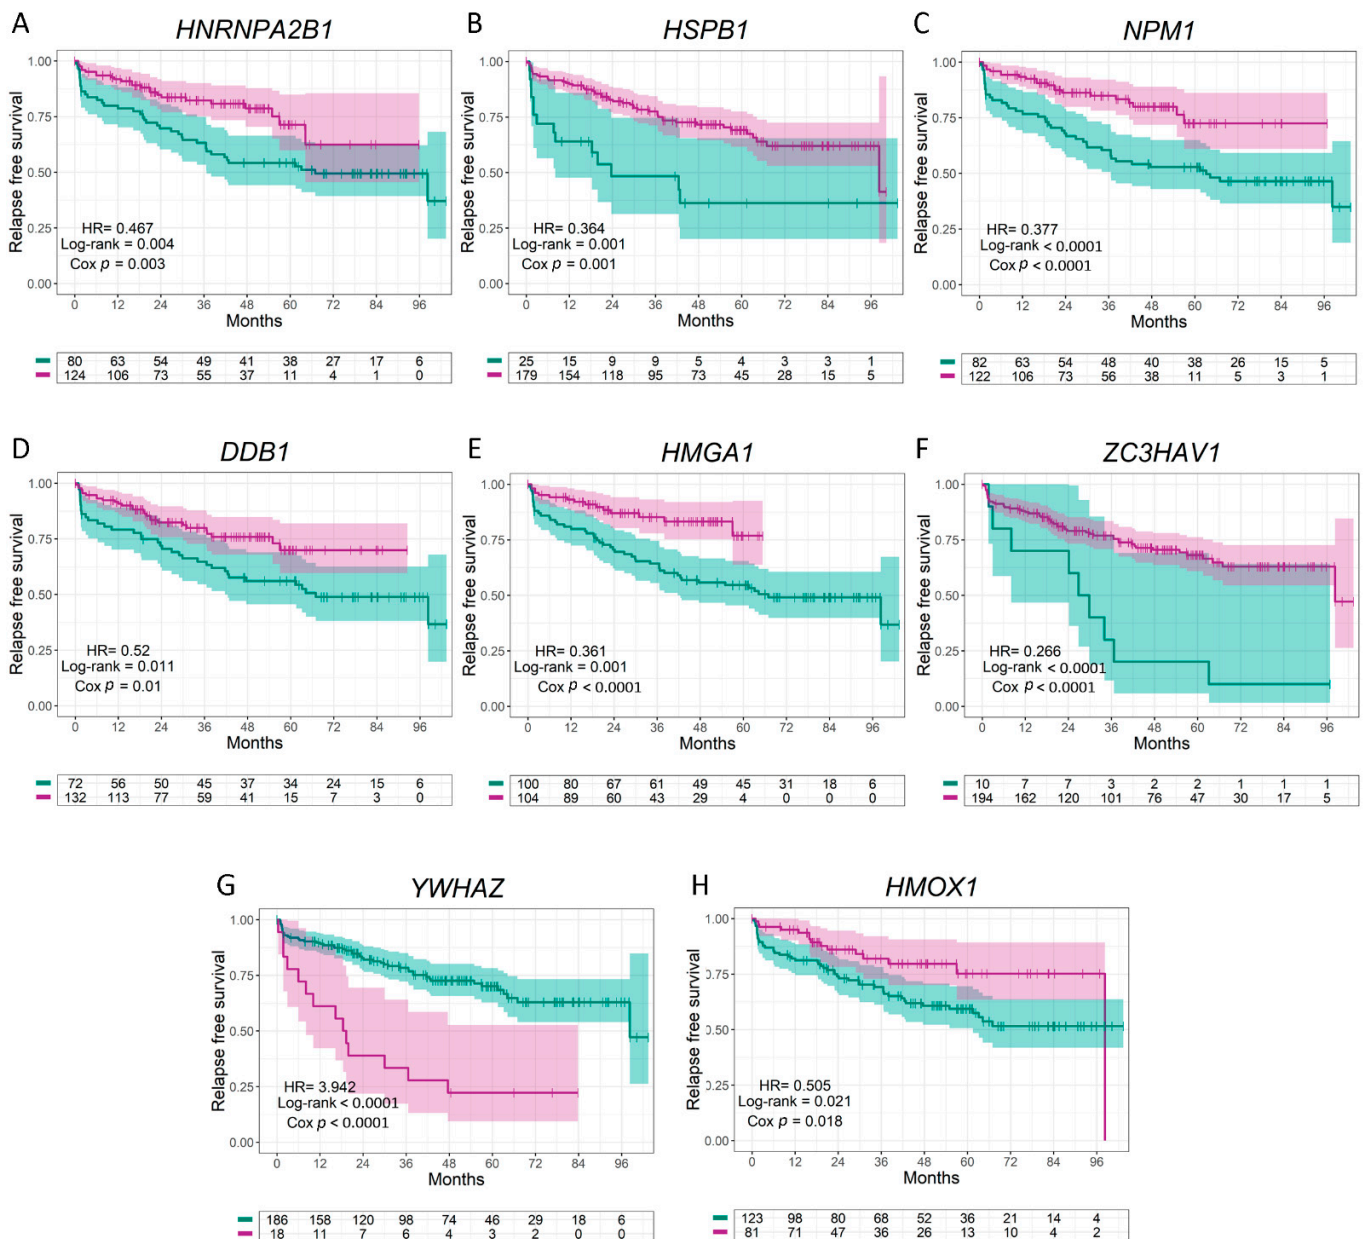 A HNRNPA2B1
1.00
0.75
0.50
0.25
0.00
Relapse free survival
HR= 0.467
Log-rank = 0.004
Cox p = 0.003
0 12 24 36 48 60 72 84 96
Months
80 63 54 49 41 38 27 17 6
124 106 73 55 37 11 4 1 0
B HSPB1
1.00
0.75
0.50
0.25
0.00
Relapse free survival
HR= 0.364
Log-rank = 0.001
Cox p = 0.001
0 12 24 36 48 60 72 84 96
Months
25 15 9 9 5 4 3 3 1
179 154 118 95 73 45 28 15 5
C NPM1
1.00
0.75
0.50
0.25
0.00
Relapse free survival
HR= 0.377
Log-rank < 0.0001
Cox p < 0.0001
0 12 24 36 48 60 72 84 96
Months
82 63 54 48 40 38 26 15 5
122 106 73 56 38 11 5 3 1
D DDB1
1.00
0.75
0.50
0.25
0.00
Relapse free survival
HR= 0.52
Log-rank = 0.011
Cox p = 0.01
0 12 24 36 48 60 72 84 96
Months
72 56 50 45 37 34 24 15 6
132 113 77 59 41 15 7 3 0
E HMGA1
1.00
0.75
0.50
0.25
0.00
Relapse free survival
HR= 0.361
Log-rank = 0.001
Cox p < 0.0001
0 12 24 36 48 60 72 84 96
Months
100 80 67 61 49 45 31 18 6
104 89 60 43 29 4 0 0 0
F ZC3HAV1
1.00
0.75
0.50
0.25
0.00
Relapse free survival
HR= 0.266
Log-rank < 0.0001
Cox p < 0.0001
0 12 24 36 48 60 72 84 96
Months
10 7 7 3 2 2 1 1 1
194 162 120 101 76 47 30 17 5
G YWHAZ
1.00
0.75
0.50
0.25
0.00
Relapse free survival
HR= 3.942
Log-rank < 0.0001
Cox p < 0.0001
0 12 24 36 48 60 72 84 96
Months
186 158 120 98 74 46 29 18 6
18 11 7 6 4 3 2 0 0
H HMOX1
1.00
0.75
0.50
0.25
0.00
Relapse free survival
HR= 0.505
Log-rank = 0.021
Cox p = 0.018
0 12 24 36 48 60 72 84 96
Months
123 98 80 68 52 36 21 14 4
81 71 47 36 26 13 10 4 2